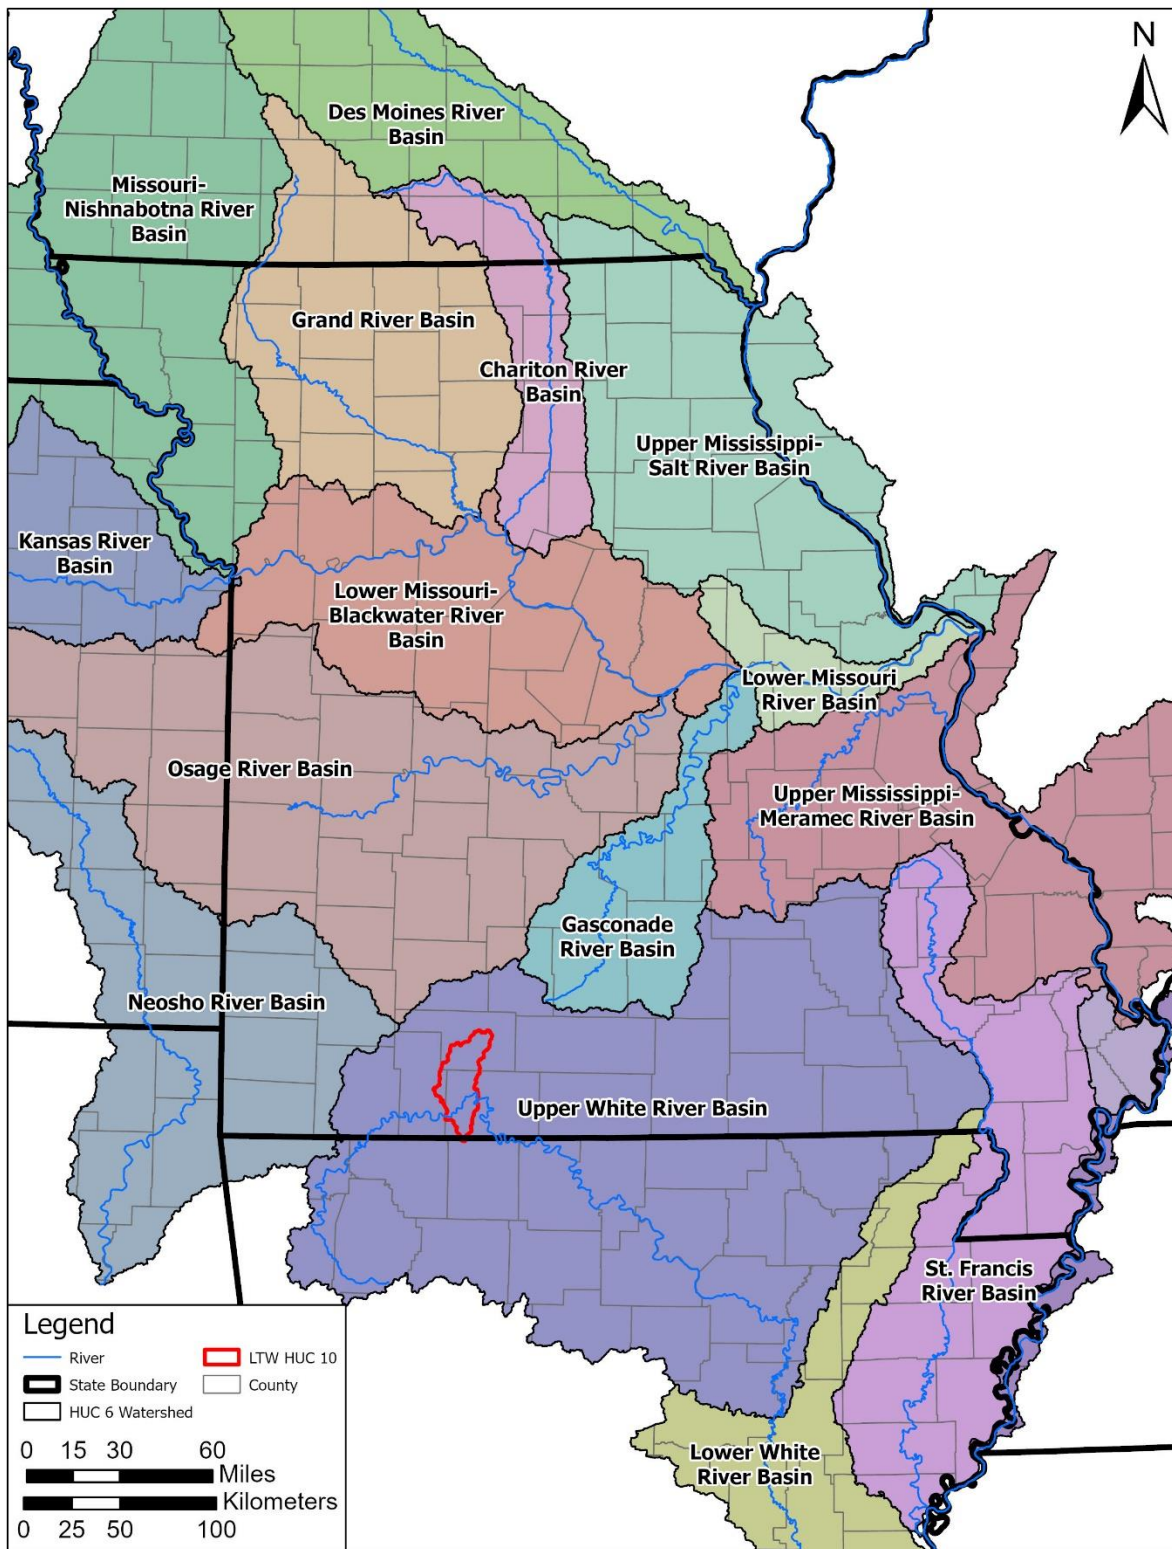 N
Des Moines River
Basin
Missouri-
Nishnabotna River
Basin
Grand River Basin
Chariton River
Basin
Upper Mississippi-
Salt River Basin
Kansas River
Basin
Lower Missouri-
Blackwater River
Basin
Lower Missouri
River Basin
Osage River Basin
Upper Mississippi-
Meramec River Basin
Gasconade
River Basin
Neosho River Basin
Upper White River Basin
St. Francis
River Basin
Lower White
River Basin
Legend
River
LTW HUC 10
State Boundary
County
HUC 6 Watershed
0 15 30 60
Miles
Kilometers
0 25 50 100